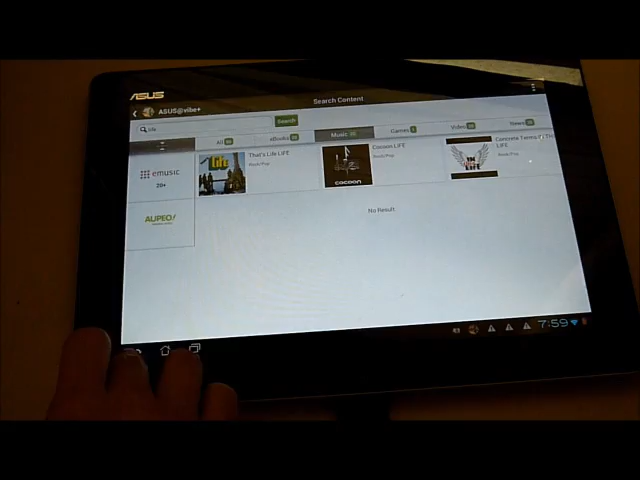 ASUS
ASUS@vibe+
Search Content
life
Search
All
eBooks
Music
Games
Video
News
emusic
20+
AUPEO!
That's Life LIFE
Rock/Pop
Cocoon LIFE
Rock/Pop
cocoon
Concrete Terms
LIFE
Rock/Pop
No Result.
7:59